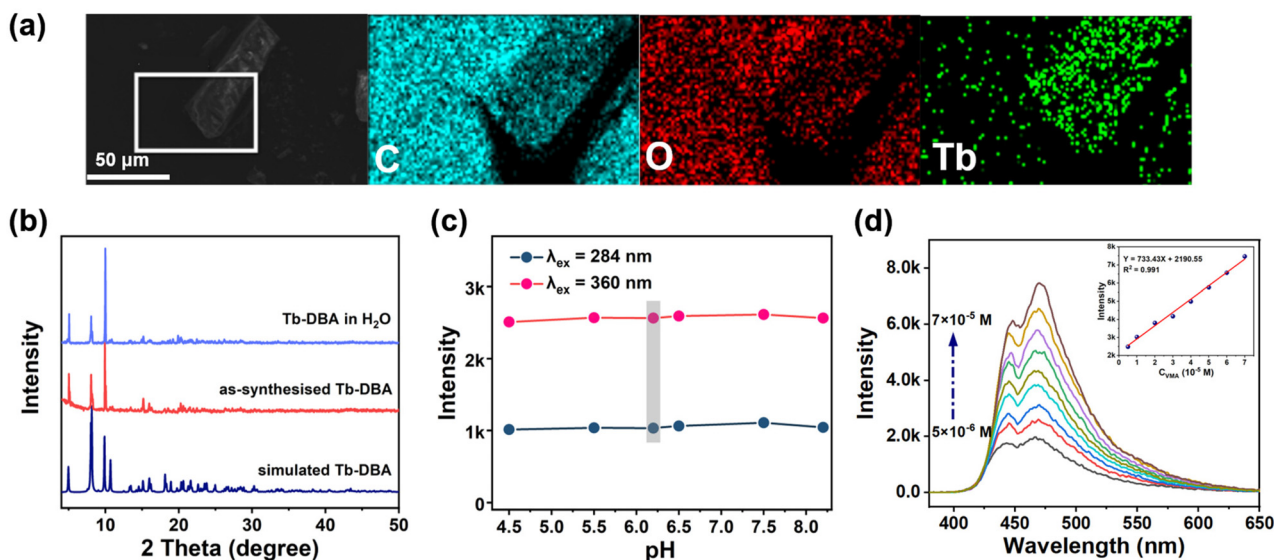 (a)
50 μm
C
O
Tb
(b)
Intensity
Tb-DBA in H₂O
as-synthesised Tb-DBA
simulated Tb-DBA
10
20
30
40
50
2 Theta (degree)
(c)
Intensity
λex = 284 nm
λex = 360 nm
3k
2k
1k
0
4.5
5.0
5.5
6.0
6.5
7.0
7.5
8.0
pH
(d)
8.0k
6.0k
4.0k
2.0k
0.0
Intensity
7×10⁻⁵ M
5×10⁻⁶ M
400
450
500
550
600
650
Wavelength (nm)
Y = 733.43X + 2190.55
R² = 0.991
Intensity
8k
7k
6k
5k
4k
3k
2k
0
1
2
3
4
5
6
7
CVMA (10⁻⁵ M)